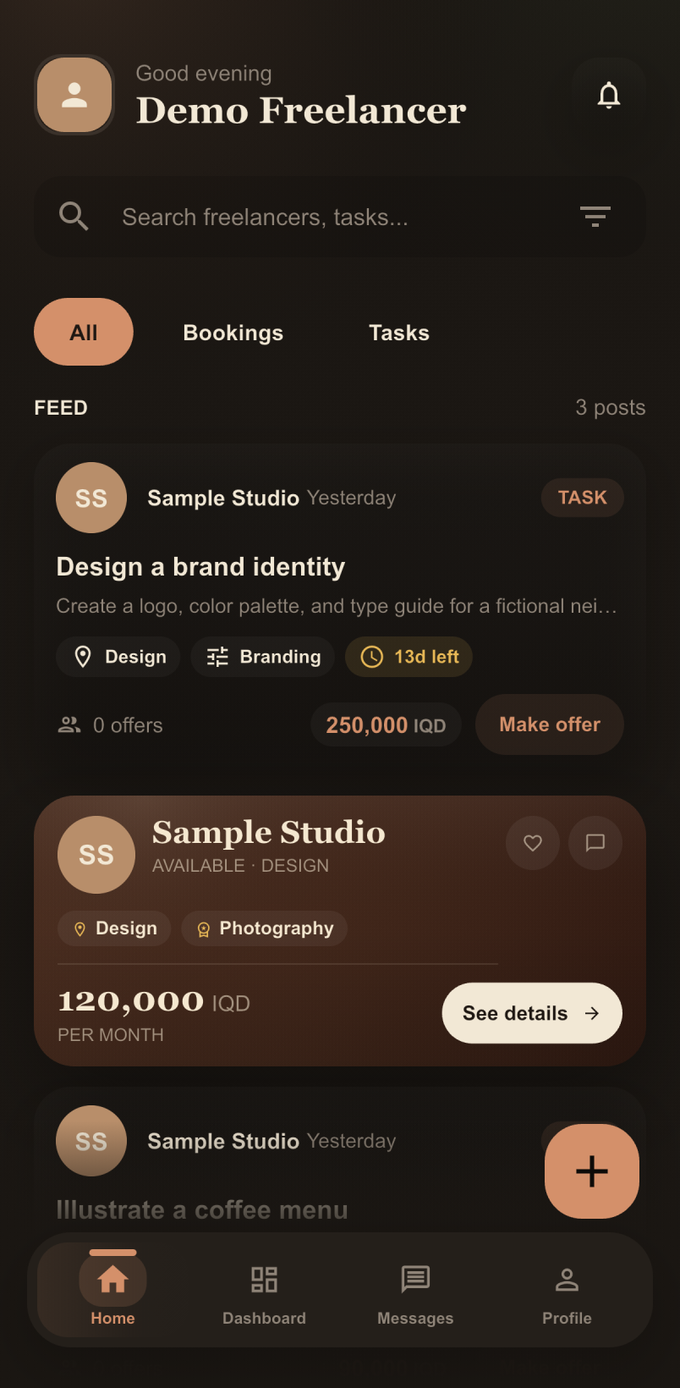 Good evening
Demo Freelancer
Search freelancers, tasks...
All Bookings Tasks
FEED 3 posts
SS Sample Studio Yesterday TASK
Design a brand identity
Create a logo, color palette, and type guide for a fictional nei...
Design Branding 13d left
0 offers 250,000 IQD Make offer
SS Sample Studio
AVAILABLE · DESIGN
Design Photography
120,000 IQD See details
PER MONTH
SS Sample Studio Yesterday
Illustrate a coffee menu
Home Dashboard Messages Profile